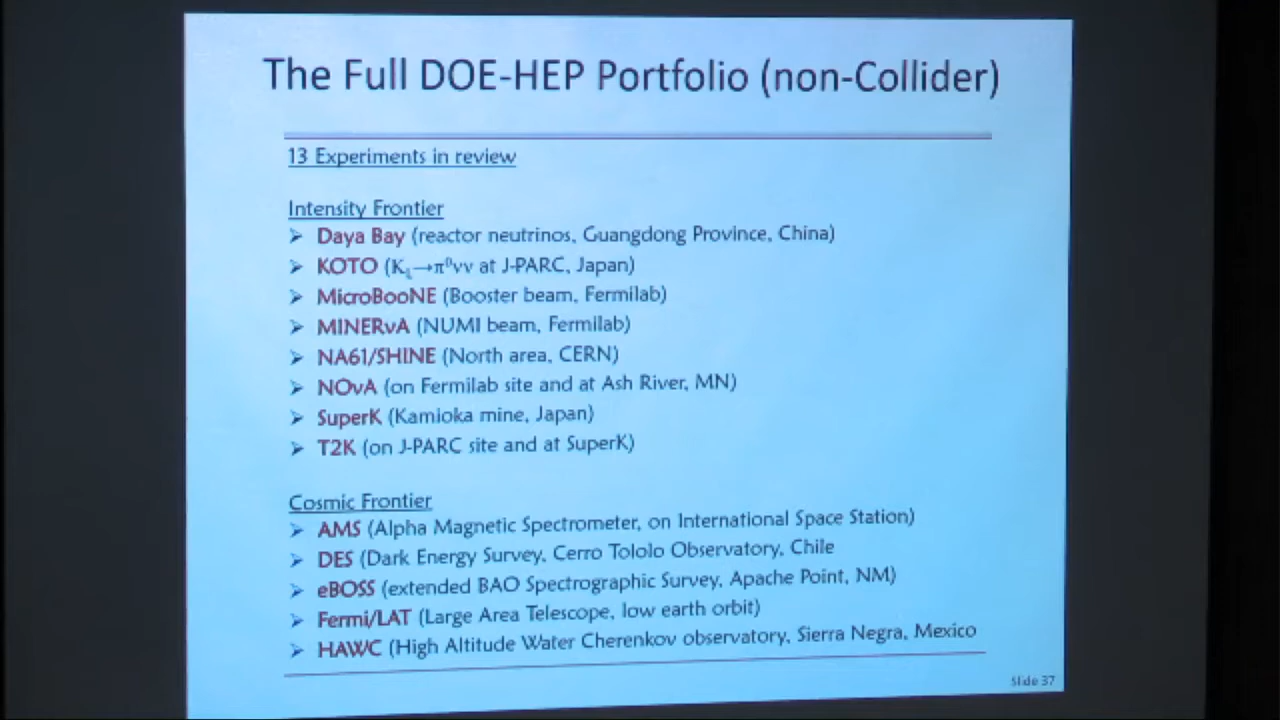 The Full DOE-HEP Portfolio (non-Collider)
13 Experiments in review
Intensity Frontier
➢ Daya Bay (reactor neutrinos, Guangdong Province, China)
➢ KOTO (K_L→π⁰νν at J-PARC, Japan)
➢ MicroBooNE (Booster beam, Fermilab)
➢ MINERνA (NUMI beam, Fermilab)
➢ NA61/SHINE (North area, CERN)
➢ NOνA (on Fermilab site and at Ash River, MN)
➢ SuperK (Kamioka mine, Japan)
➢ T2K (on J-PARC site and at SuperK)
Cosmic Frontier
➢ AMS (Alpha Magnetic Spectrometer, on International Space Station)
➢ DES (Dark Energy Survey, Cerro Tololo Observatory, Chile
➢ eBOSS (extended BAO Spectrographic Survey, Apache Point, NM)
➢ Fermi/LAT (Large Area Telescope, low earth orbit)
➢ HAWC (High Altitude Water Cherenkov observatory, Sierra Negra, Mexico
Slide 37